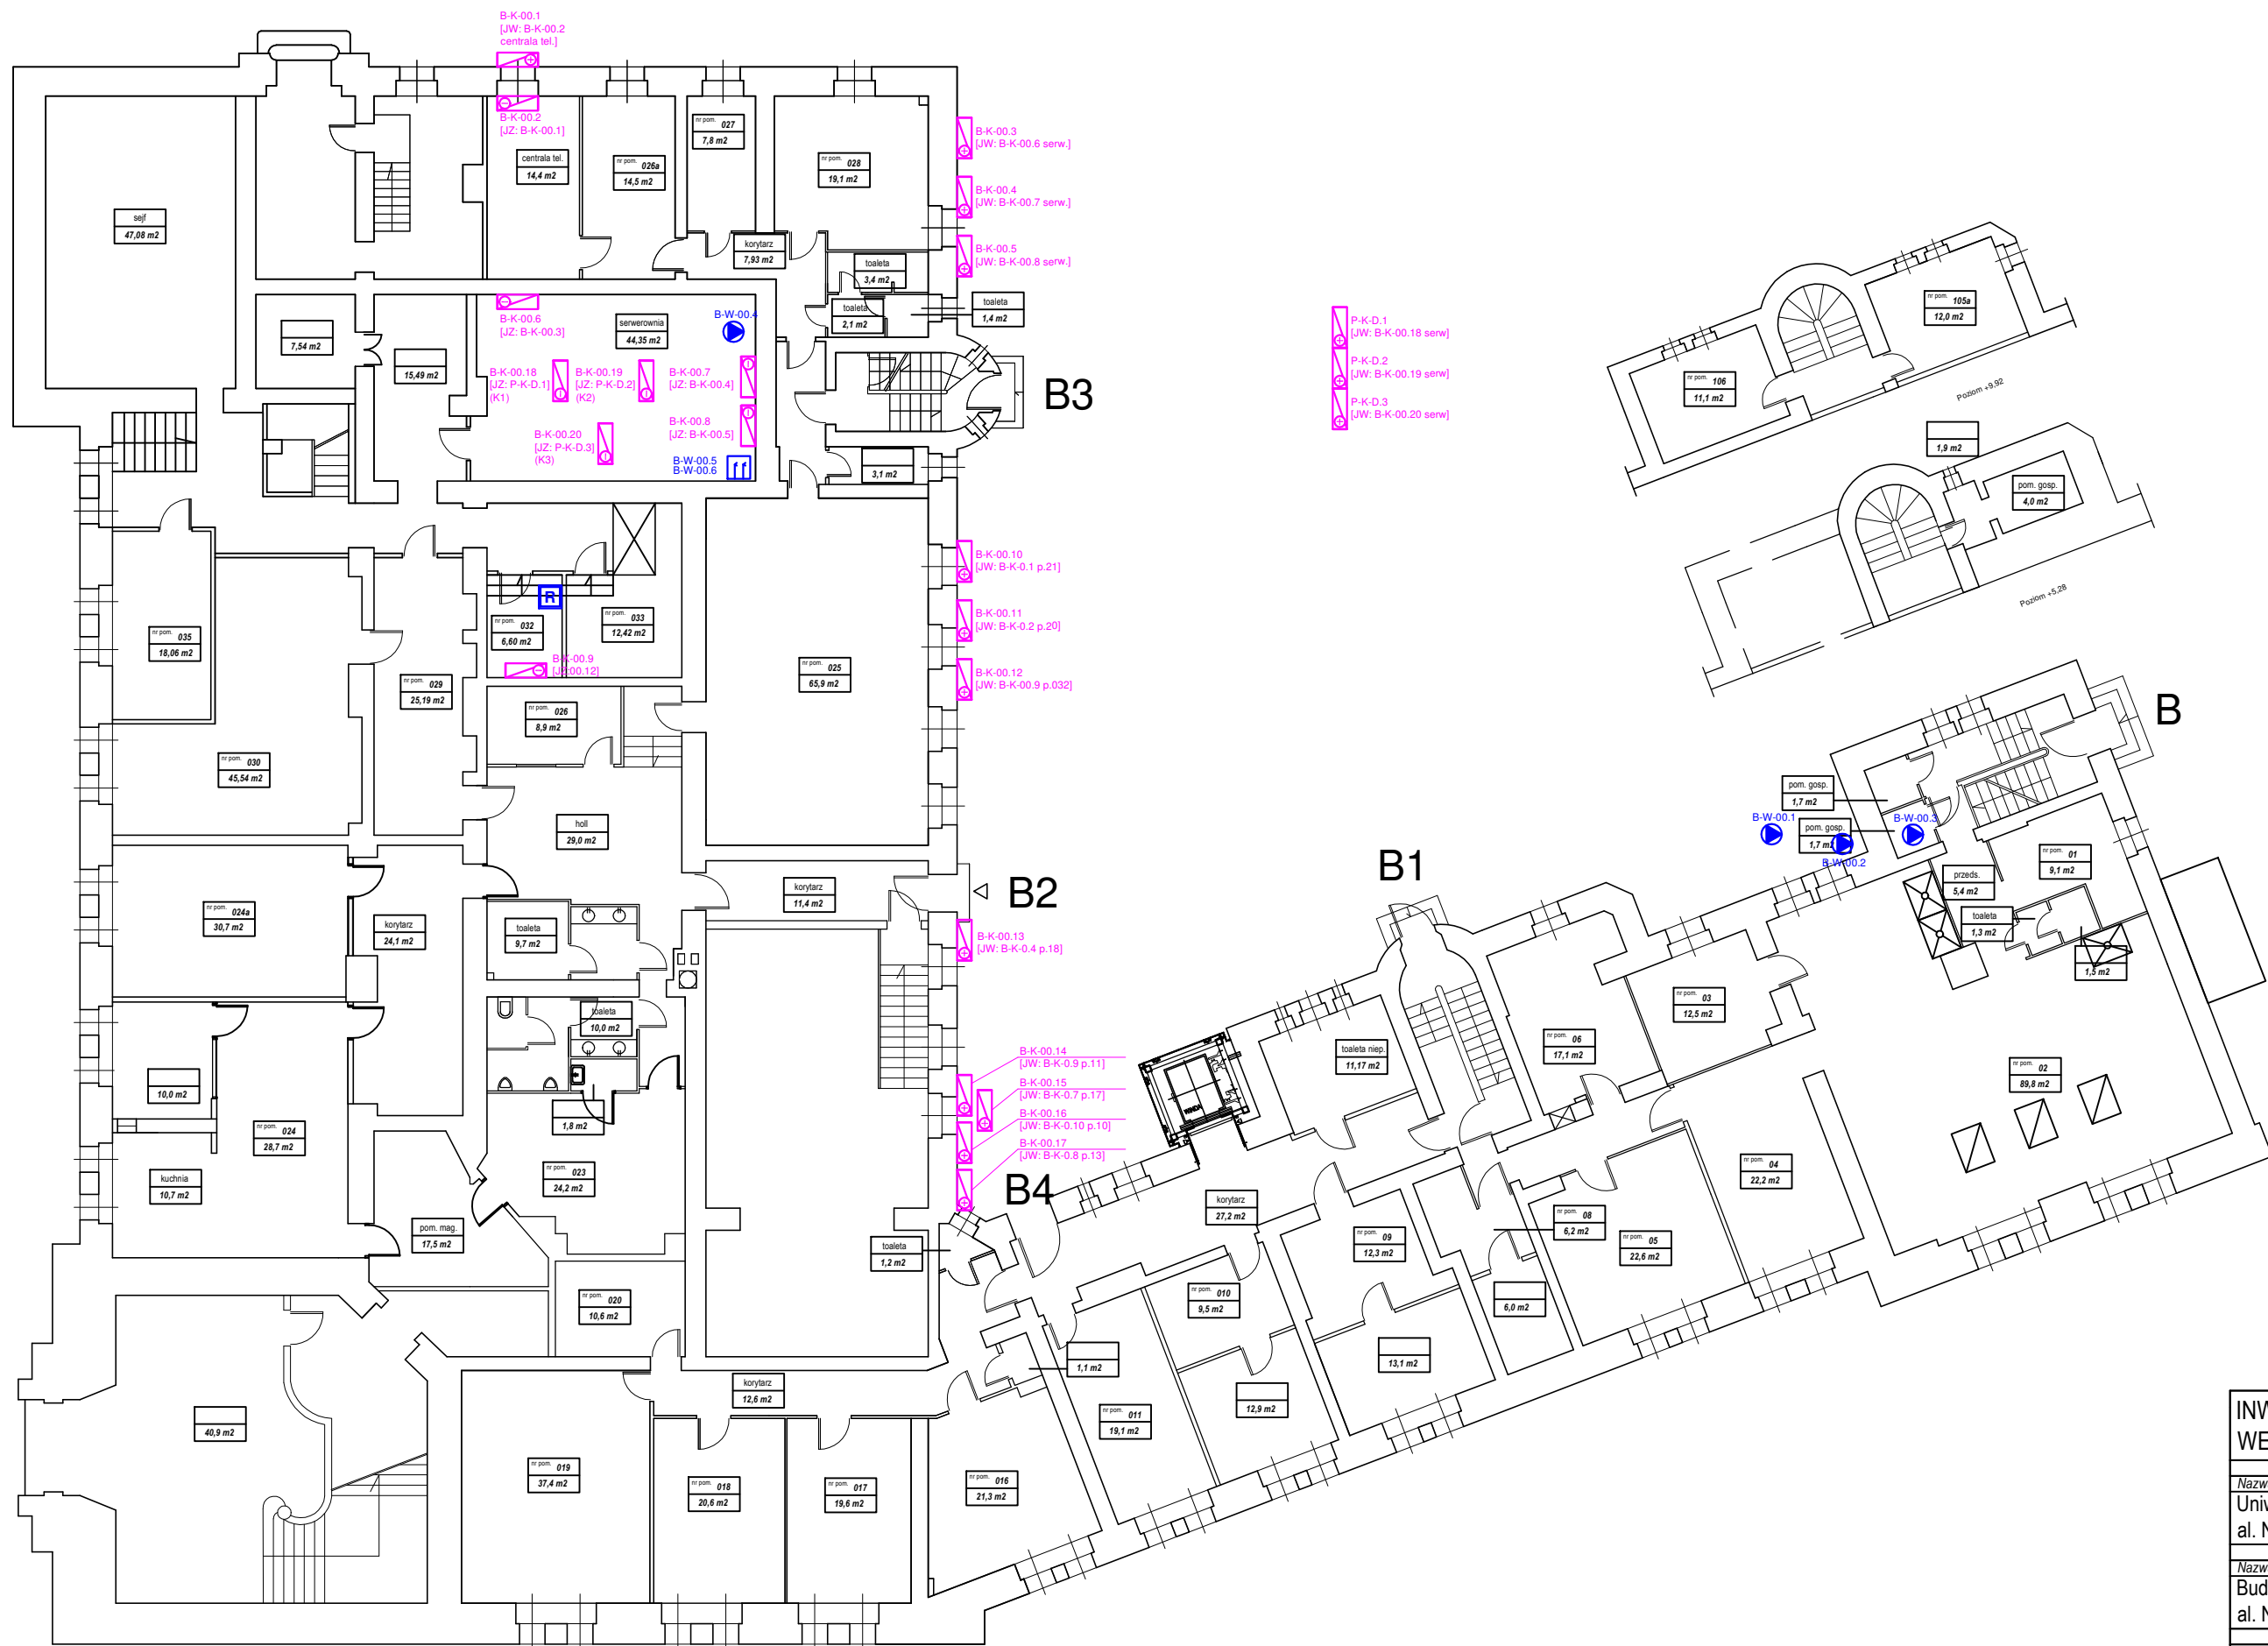 B-K-00.1
[JW: B-K-00.2
centrala tel.]
B-K-00.2
[JZ: B-K-00.1]
centrala tel.
14,4 m2
nr pom. 026a
14,5 m2
nr pom. 027
7,8 m2
nr pom. 028
19,1 m2
B-K-00.3
[JW: B-K-00.6 serw.]
B-K-00.4
[JW: B-K-00.7 serw.]
B-K-00.5
[JW: B-K-00.8 serw.]
sejf
47,08 m2
korytarz
7,93 m2
toaleta
3,4 m2
toaleta
2,1 m2
toaleta
1,4 m2
B-K-00.6
[JZ: B-K-00.3]
serwerownia
44,35 m2
B-W-00.4
7,54 m2
15,49 m2
B-K-00.18
[JZ: P-K-D.1]
(K1)
B-K-00.19
[JZ: P-K-D.2]
(K2)
B-K-00.7
[JZ: B-K-00.4]
B-K-00.20
[JZ: P-K-D.3]
(K3)
B-K-00.8
[JZ: B-K-00.5]
B-W-00.5
B-W-00.6
3,1 m2
B3
P-K-D.1
[JW: B-K-00.18 serw]
P-K-D.2
[JW: B-K-00.19 serw]
P-K-D.3
[JW: B-K-00.20 serw]
nr pom. 105a
12,0 m2
nr pom. 106
11,1 m2
Poziom +9,92
1,9 m2
pom. gosp.
4,0 m2
Poziom +5,28
B-K-00.10
[JW: B-K-0.1 p.21]
B-K-00.11
[JW: B-K-0.2 p.20]
B-K-00.12
[JW: B-K-00.9 p.032]
R
nr pom. 032
6,60 m2
nr pom. 033
12,42 m2
B-K-00.9
[JZ:00.12]
nr pom. 035
18,06 m2
nr pom. 029
25,19 m2
nr pom. 025
65,9 m2
nr pom. 026
8,9 m2
nr pom. 030
45,54 m2
holl
29,0 m2
korytarz
11,4 m2
B2
nr pom. 024a
30,7 m2
korytarz
24,1 m2
toaleta
9,7 m2
B-K-00.13
[JW: B-K-0.4 p.18]
toaleta
10,0 m2
10,0 m2
1,8 m2
nr pom. 024
28,7 m2
kuchnia
10,7 m2
nr pom. 023
24,2 m2
pom. mag.
17,5 m2
B-K-00.14
[JW: B-K-0.9 p.11]
B-K-00.15
[JW: B-K-0.7 p.17]
B-K-00.16
[JW: B-K-0.10 p.10]
B-K-00.17
[JW: B-K-0.8 p.13]
B4
toaleta
1,2 m2
nr pom. 020
10,6 m2
korytarz
12,6 m2
40,9 m2
nr pom. 019
37,4 m2
nr pom. 018
20,6 m2
nr pom. 017
19,6 m2
nr pom. 016
21,3 m2
1,1 m2
nr pom. 011
19,1 m2
nr pom. 010
9,5 m2
12,9 m2
korytarz
27,2 m2
nr pom. 09
12,3 m2
13,1 m2
nr pom. 08
6,2 m2
6,0 m2
nr pom. 05
22,6 m2
nr pom. 04
22,2 m2
WINDA
toaleta niep.
11,17 m2
B1
nr pom. 06
17,1 m2
nr pom. 03
12,5 m2
nr pom. 02
89,8 m2
B
pom. gosp.
1,7 m2
pom. gosp.
1,7 m2
B-W-00.1
B-W-00.2
B-W-00.3
nr pom. 01
9,1 m2
przeds.
5,4 m2
toaleta
1,3 m2
1,5 m2
INW
WE
Nazw
Uniw
al. N
Nazw
Bud
al. N